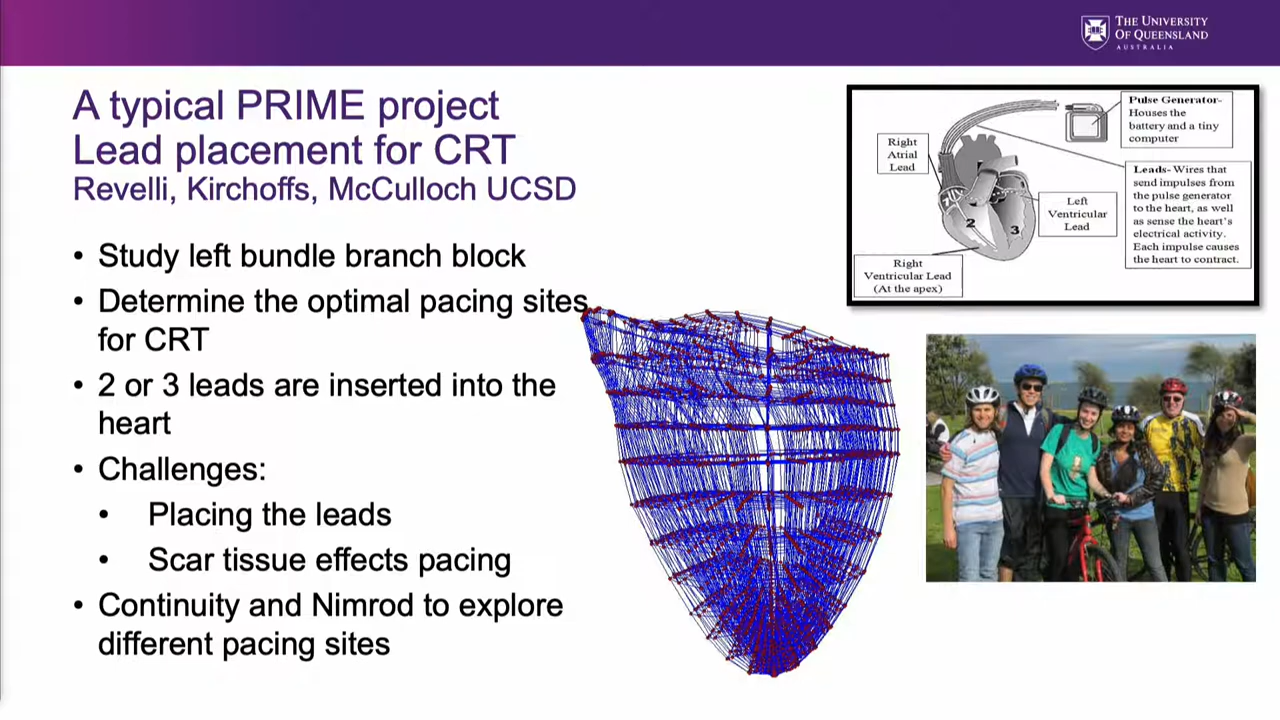 THE UNIVERSITY
OF QUEENSLAND
AUSTRALIA
A typical PRIME project
Lead placement for CRT
Revelli, Kirchoffs, McCulloch UCSD
• Study left bundle branch block
• Determine the optimal pacing sites
for CRT
• 2 or 3 leads are inserted into the
heart
• Challenges:
• Placing the leads
• Scar tissue effects pacing
• Continuity and Nimrod to explore
different pacing sites
Pulse Generator-
Houses the
battery and a tiny
computer
Right
Atrial
Lead
Leads- Wires that
send impulses from
the pulse generator
to the heart, as well
as sense the heart's
electrical activity.
Each impulse causes
the heart to contract.
Left
Ventricular
Lead
1
2
3
Right
Ventricular Lead
(At the apex)